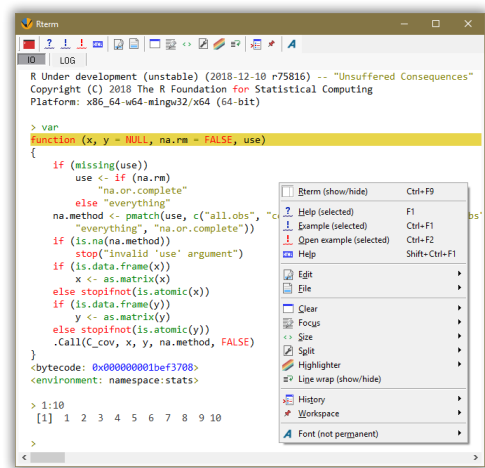 Rterm
IO LOG
R Under development (unstable) (2018-12-10 r75816) -- "Unsuffered Consequences"
Copyright (C) 2018 The R Foundation for Statistical Computing
Platform: x86_64-w64-mingw32/x64 (64-bit)
> var
function (x, y = NULL, na.rm = FALSE, use)
{
if (missing(use))
use <- if (na.rm)
"na.or.complete"
else "everything"
na.method <- pmatch(use, c("all.obs",
"everything", "na.or.complete"))
if (is.na(na.method))
stop("invalid 'use' argument")
if (is.data.frame(x))
x <- as.matrix(x)
else stopifnot(is.atomic(x))
if (is.data.frame(y))
y <- as.matrix(y)
else stopifnot(is.atomic(y))
.Call(C_cov, x, y, na.method, FALSE)
}
<bytecode: 0x000000001bef3708>
<environment: namespace:stats>
> 1:10
[1] 1 2 3 4 5 6 7 8 9 10
>
Rterm (show/hide) Ctrl+F9
Help (selected) F1
Example (selected) Ctrl+F1
Open example (selected) Ctrl+F2
Help Shift+Ctrl+F1
Edit
File
Clear
Focus
Size
Split
Highlighter
Line wrap (show/hide)
History
Workspace
Font (not permanent)